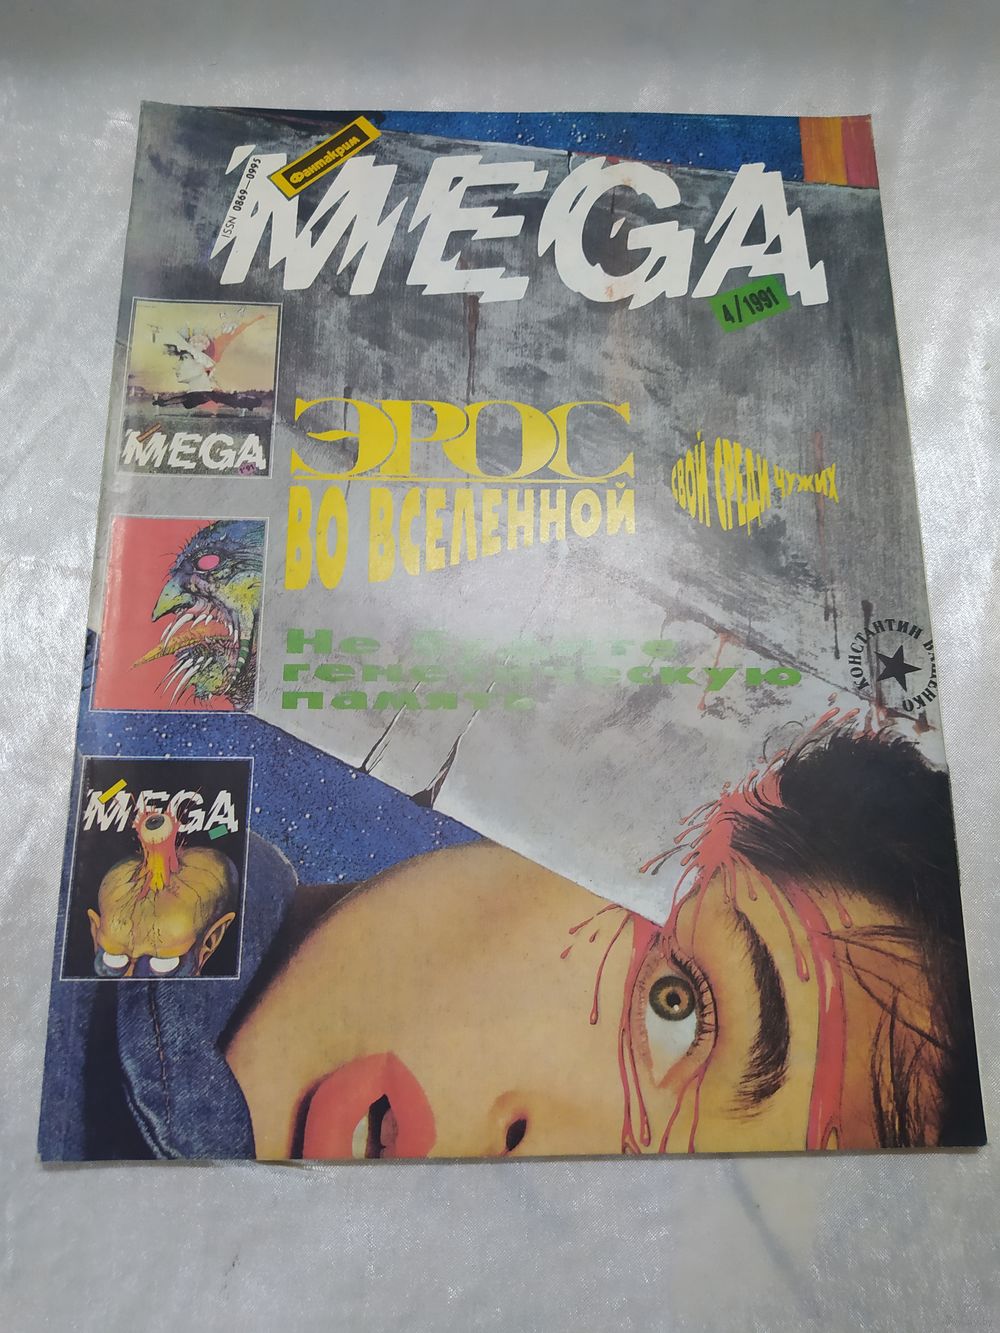 Фантакрим
MEGA
ISSN 0869—0995
4/1991
MEGA
ЭРОС
ВО ВСЕЛЕННОЙ
СВОЙ СРЕДИ ЧУЖИХ
Не
генетическую
память
КОНСТАНТИН
MEGA